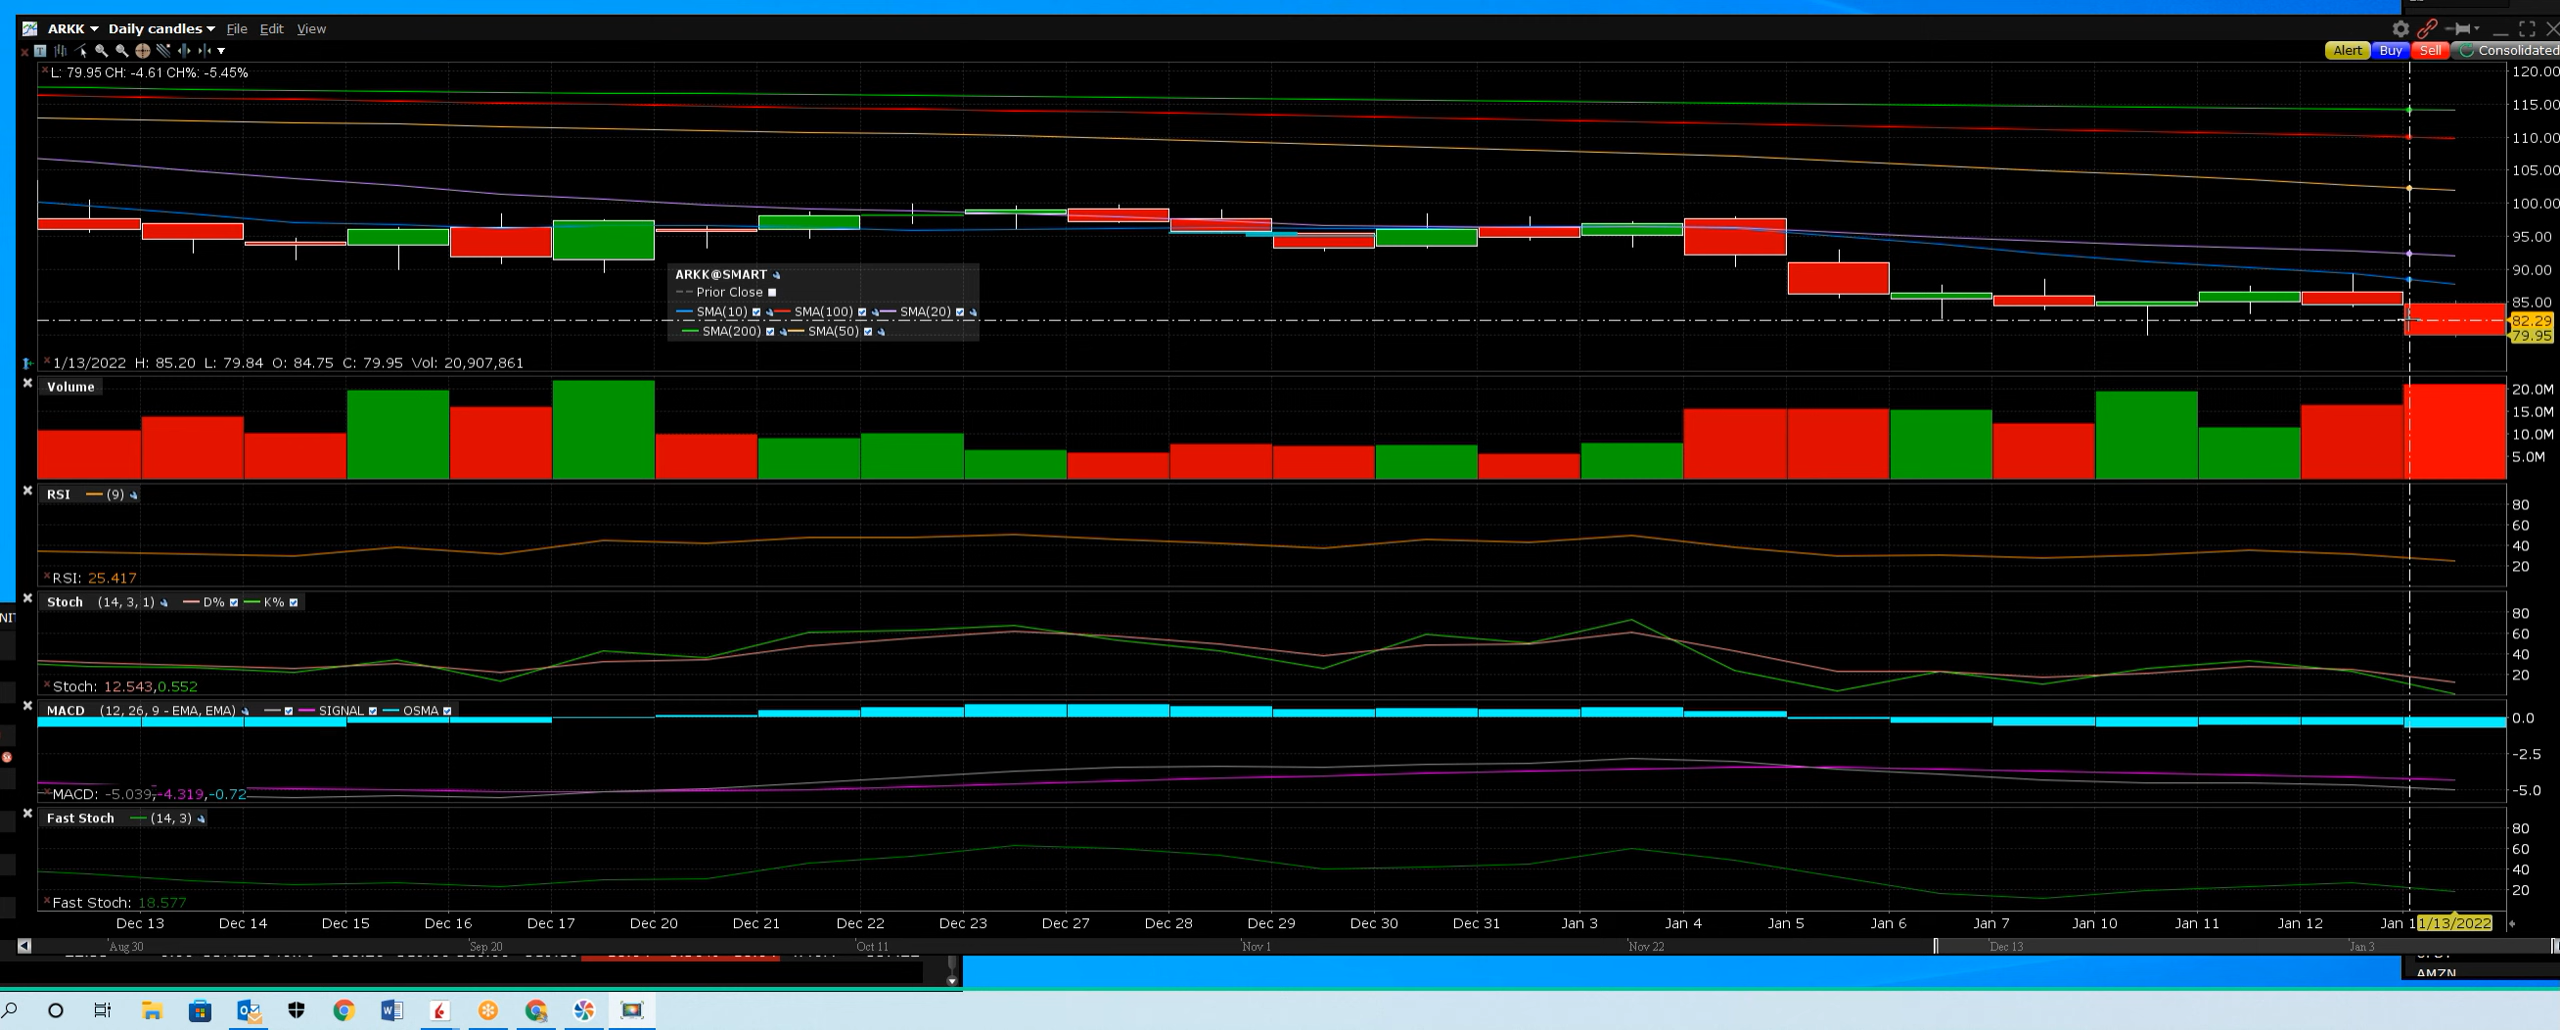 ARKK Daily candles File Edit View
Alert Buy Sell Consolidated
L: 79.95 CH: -4.61 CH%: -5.45%
120.00
115.00
110.00
105.00
100.00
95.00
90.00
85.00
82.29
79.95
ARKK@SMART
Prior Close
SMA(10) SMA(100) SMA(20)
SMA(200) SMA(50)
1/13/2022 H: 85.20 L: 79.84 O: 84.75 C: 79.95 Vol: 20,907,861
Volume
20.0M
15.0M
10.0M
5.0M
RSI (9)
80
60
40
20
RSI: 25.417
Stoch (14, 3, 1) D% K%
80
60
40
20
Stoch: 12.543,0.552
MACD (12, 26, 9 - EMA, EMA) SIGNAL OSMA
0.0
-2.5
-5.0
MACD: -5.039,-4.319,-0.72
Fast Stoch (14, 3)
80
60
40
20
Fast Stoch: 18.577
Dec 13 Dec 14 Dec 15 Dec 16 Dec 17 Dec 20 Dec 21 Dec 22 Dec 23 Dec 27 Dec 28 Dec 29 Dec 30 Dec 31 Jan 3 Jan 4 Jan 5 Jan 6 Jan 7 Jan 10 Jan 11 Jan 12 Jan 1 1/13/2022
Aug 30 Sep 20 Oct 11 Nov 1 Nov 22 Dec 13 Jan 3
AMZN